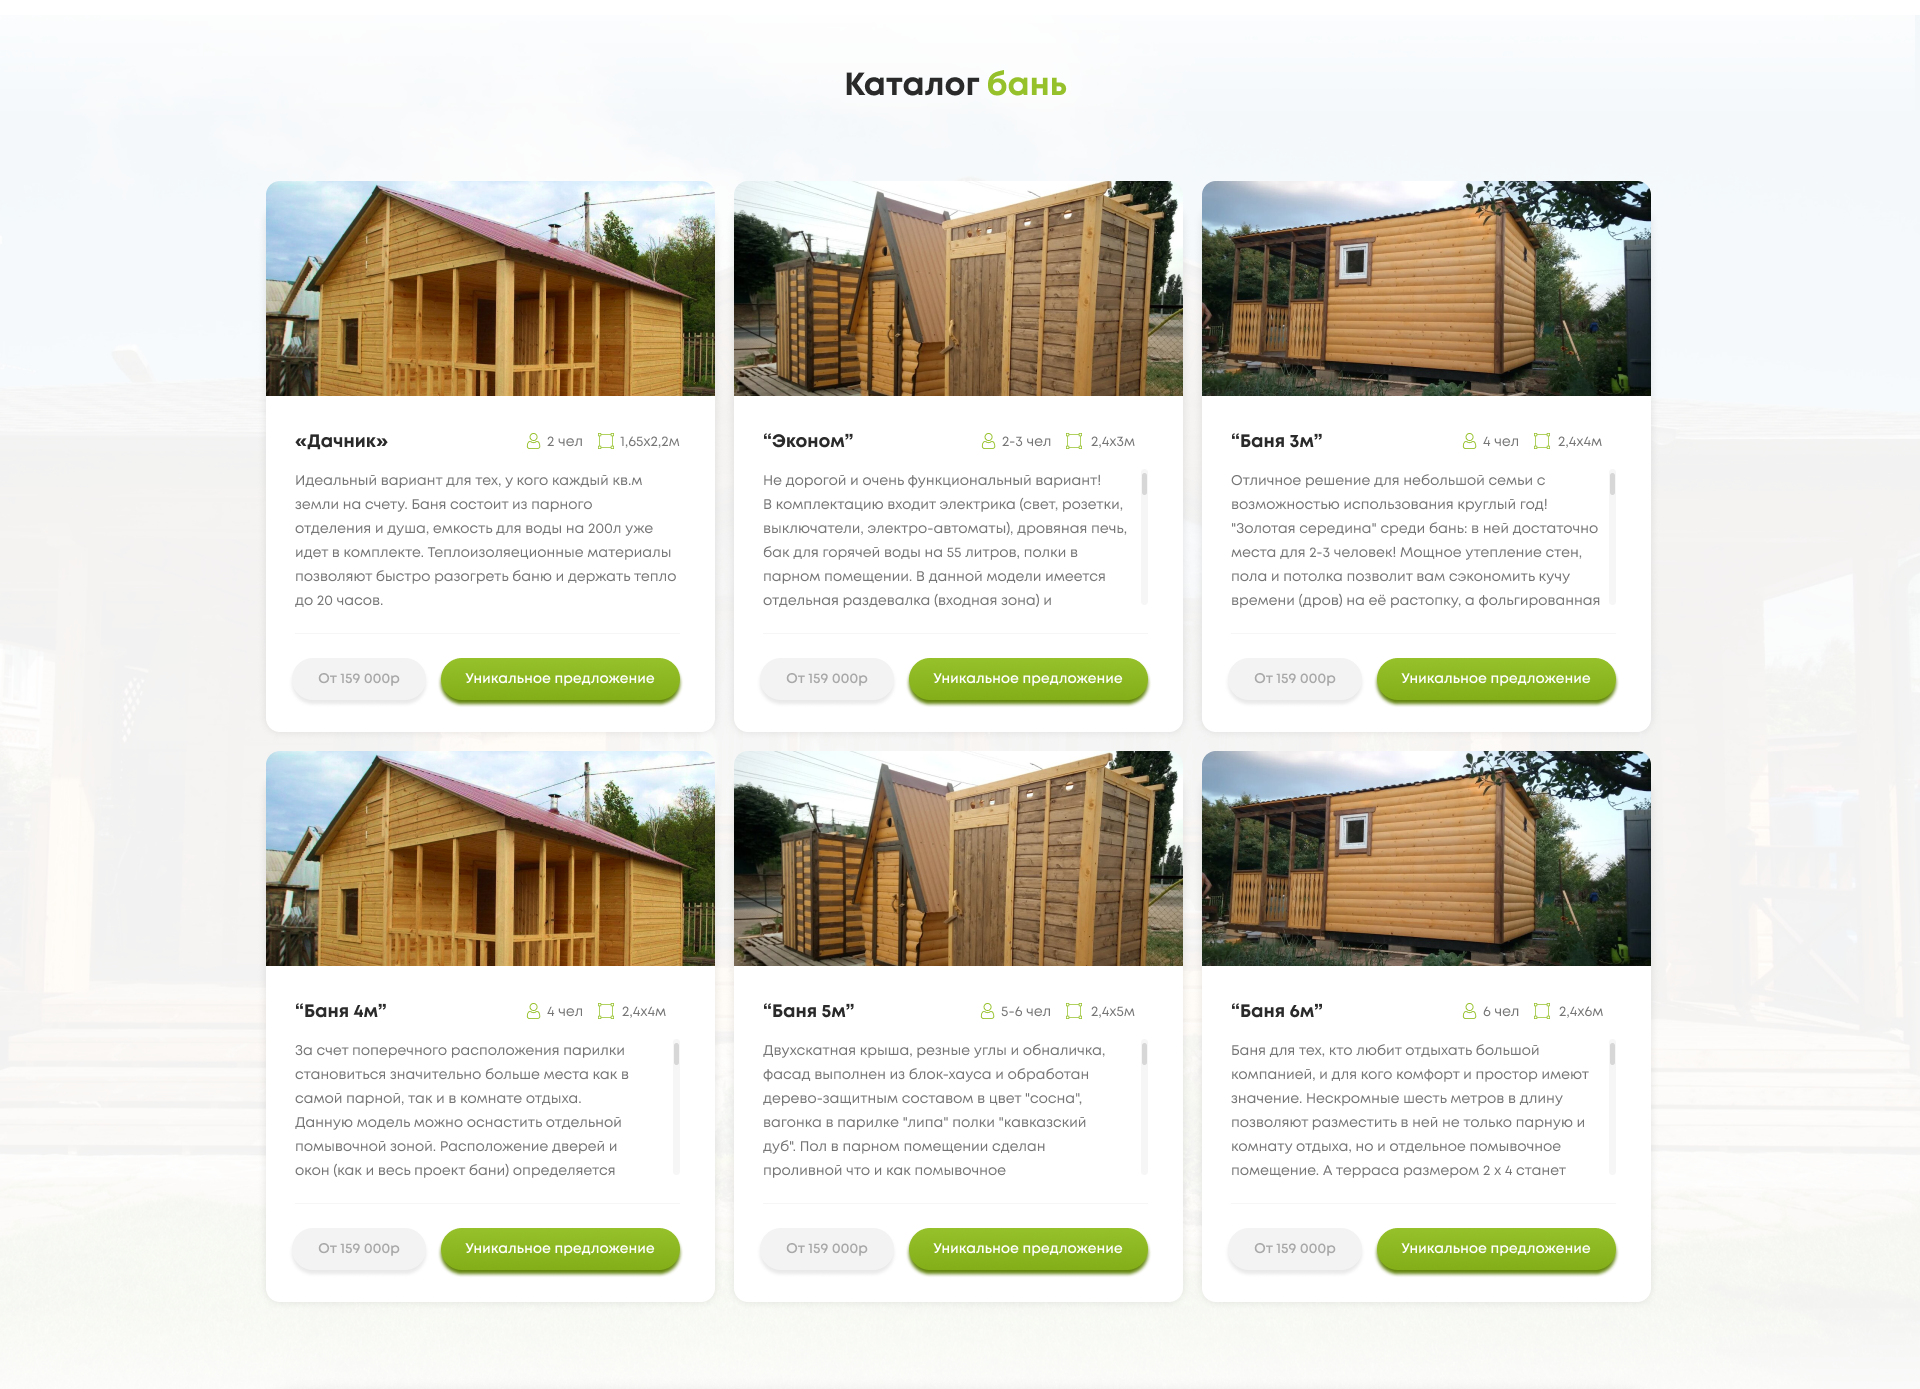 Каталог бань
«Дачник» 2 чел 1,65х2,2м
Идеальный вариант для тех, у кого каждый кв.м
земли на счету. Баня состоит из парного
отделения и душа, емкость для воды на 200л уже
идет в комплекте. Теплоизоляеционные материалы
позволяют быстро разогреть баню и держать тепло
до 20 часов.
От 159 000р Уникальное предложение
“Эконом” 2-3 чел 2,4х3м
Не дорогой и очень функциональный вариант!
В комплектацию входит электрика (свет, розетки,
выключатели, электро-автоматы), дровяная печь,
бак для горячей воды на 55 литров, полки в
парном помещении. В данной модели имеется
отдельная раздевалка (входная зона) и
От 159 000р Уникальное предложение
“Баня 3м” 4 чел 2,4х4м
Отличное решение для небольшой семьи с
возможностью использования круглый год!
"Золотая середина" среди бань: в ней достаточно
места для 2-3 человек! Мощное утепление стен,
пола и потолка позволит вам сэкономить кучу
времени (дров) на её растопку, а фольгированная
От 159 000р Уникальное предложение
“Баня 4м” 4 чел 2,4х4м
За счет поперечного расположения парилки
становиться значительно больше места как в
самой парной, так и в комнате отдыха.
Данную модель можно оснастить отдельной
помывочной зоной. Расположение дверей и
окон (как и весь проект бани) определяется
От 159 000р Уникальное предложение
“Баня 5м” 5-6 чел 2,4х5м
Двухскатная крыша, резные углы и обналичка,
фасад выполнен из блок-хауса и обработан
дерево-защитным составом в цвет "сосна",
вагонка в парилке "липа" полки "кавказский
дуб". Пол в парном помещении сделан
проливной что и как помывочное
От 159 000р Уникальное предложение
“Баня 6м” 6 чел 2,4х6м
Баня для тех, кто любит отдыхать большой
компанией, и для кого комфорт и простор имеют
значение. Нескромные шесть метров в длину
позволяют разместить в ней не только парную и
комнату отдыха, но и отдельное помывочное
помещение. А терраса размером 2 х 4 станет
От 159 000р Уникальное предложение